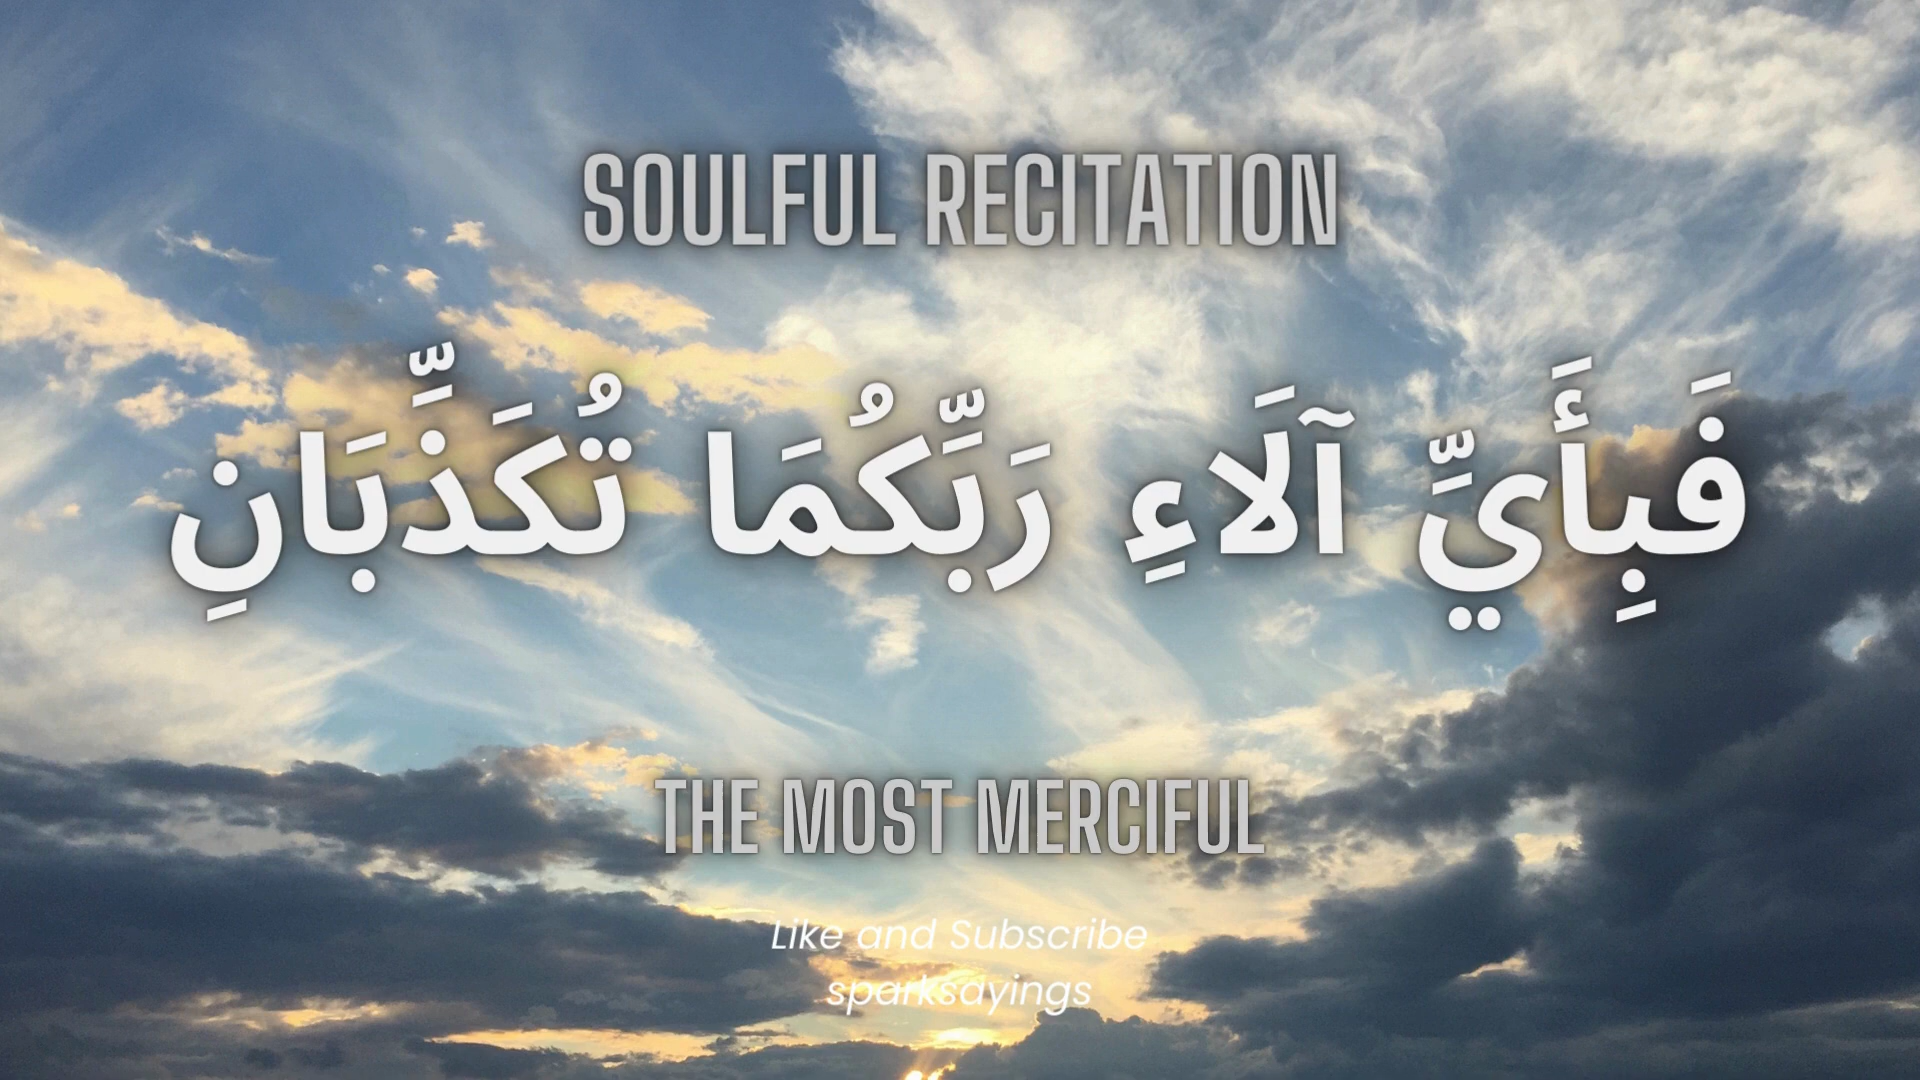 SOULFUL RECITATION
فَبِأَيِّ آلَاءِ رَبِّكُمَا تُكَذِّبَانِ
THE MOST MERCIFUL
Like and Subscribe
sparksayings